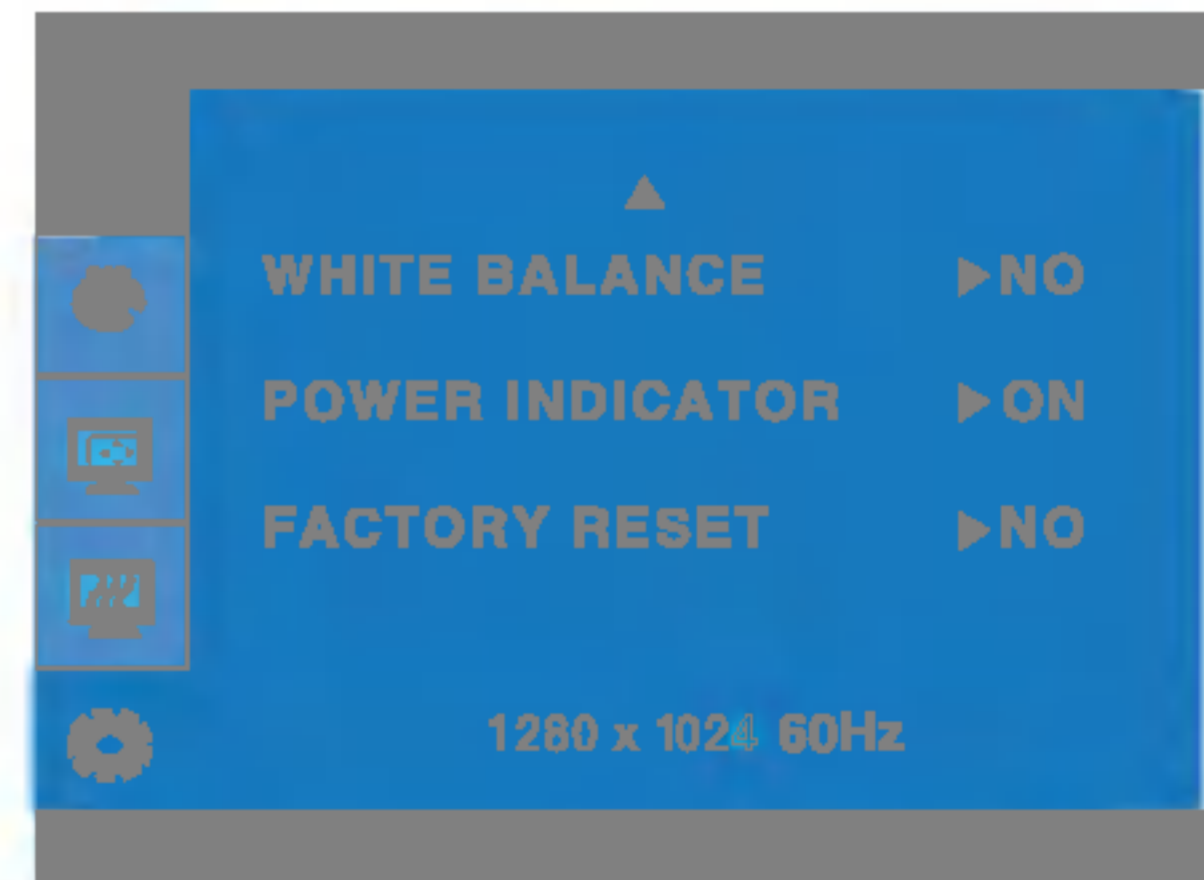 WHITE BALANCE ▶NO
POWER INDICATOR ▶ON
FACTORY RESET ▶NO
1280 x 1024 60Hz